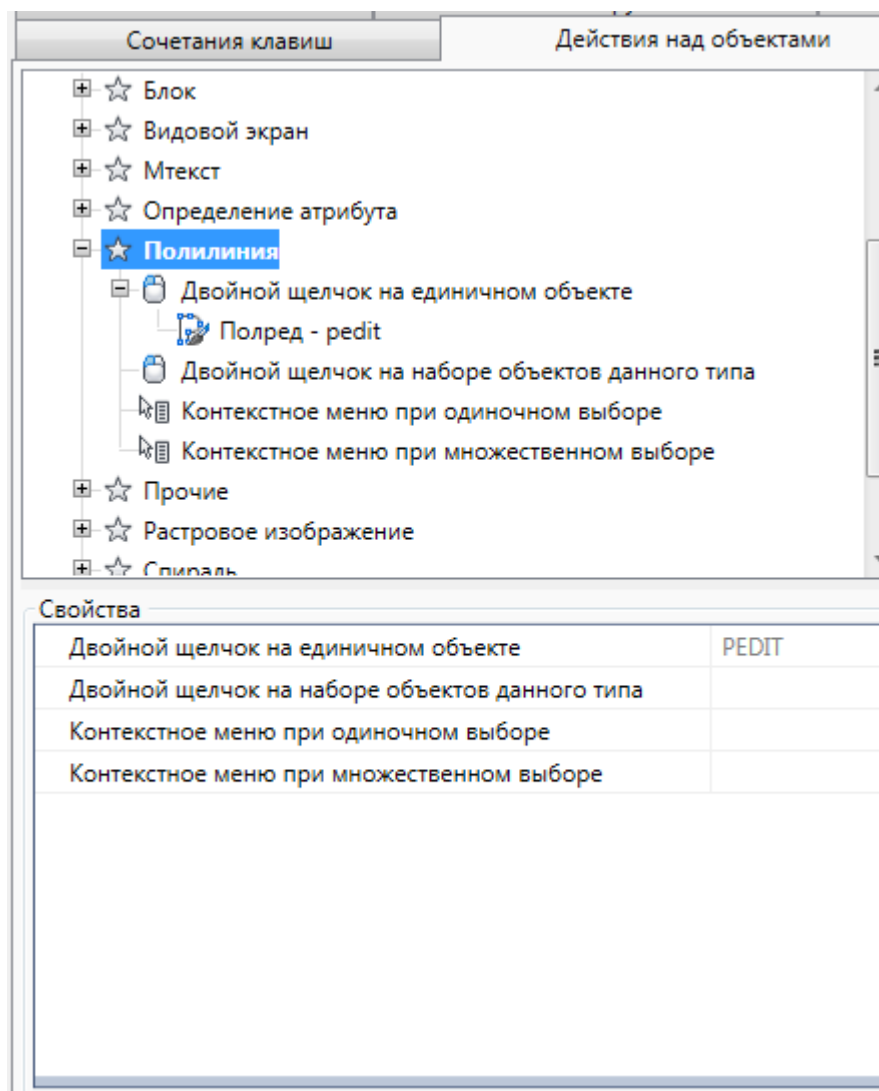 Сочетания клавиш
Действия над объектами
Блок
Видовой экран
Мтекст
Определение атрибута
Полилиния
Двойной щелчок на единичном объекте
Полред - pedit
Двойной щелчок на наборе объектов данного типа
Контекстное меню при одиночном выборе
Контекстное меню при множественном выборе
Прочие
Растровое изображение
Спираль
Свойства
Двойной щелчок на единичном объекте PEDIT
Двойной щелчок на наборе объектов данного типа
Контекстное меню при одиночном выборе
Контекстное меню при множественном выборе